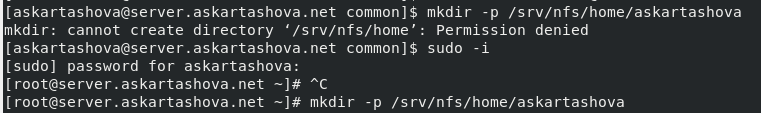 [askartashova@server.askartashova.net common]$ mkdir -p /srv/nfs/home/askartashova
mkdir: cannot create directory ‘/srv/nfs/home’: Permission denied
[askartashova@server.askartashova.net common]$ sudo -i
[sudo] password for askartashova:
[root@server.askartashova.net ~]# ^C
[root@server.askartashova.net ~]# mkdir -p /srv/nfs/home/askartashova